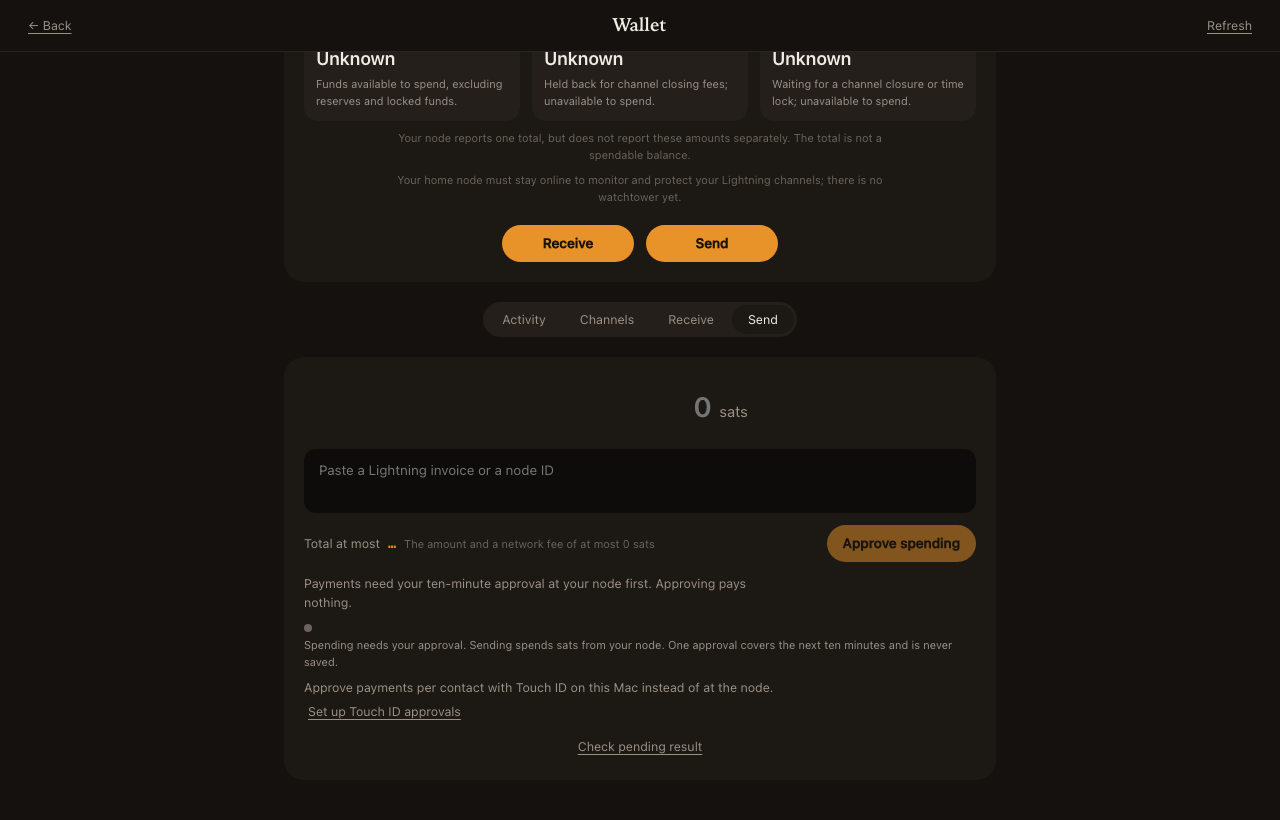 ← Back
Wallet
Refresh
Unknown
Funds available to spend, excluding
reserves and locked funds.
Unknown
Held back for channel closing fees;
unavailable to spend.
Unknown
Waiting for a channel closure or time
lock; unavailable to spend.
Your node reports one total, but does not report these amounts separately. The total is not a
spendable balance.
Your home node must stay online to monitor and protect your Lightning channels; there is no
watchtower yet.
Receive
Send
Activity
Channels
Receive
Send
0 sats
Paste a Lightning invoice or a node ID
Total at most … The amount and a network fee of at most 0 sats
Approve spending
Payments need your ten-minute approval at your node first. Approving pays
nothing.
Spending needs your approval. Sending spends sats from your node. One approval covers the next ten minutes and is never
saved.
Approve payments per contact with Touch ID on this Mac instead of at the node.
Set up Touch ID approvals
Check pending result